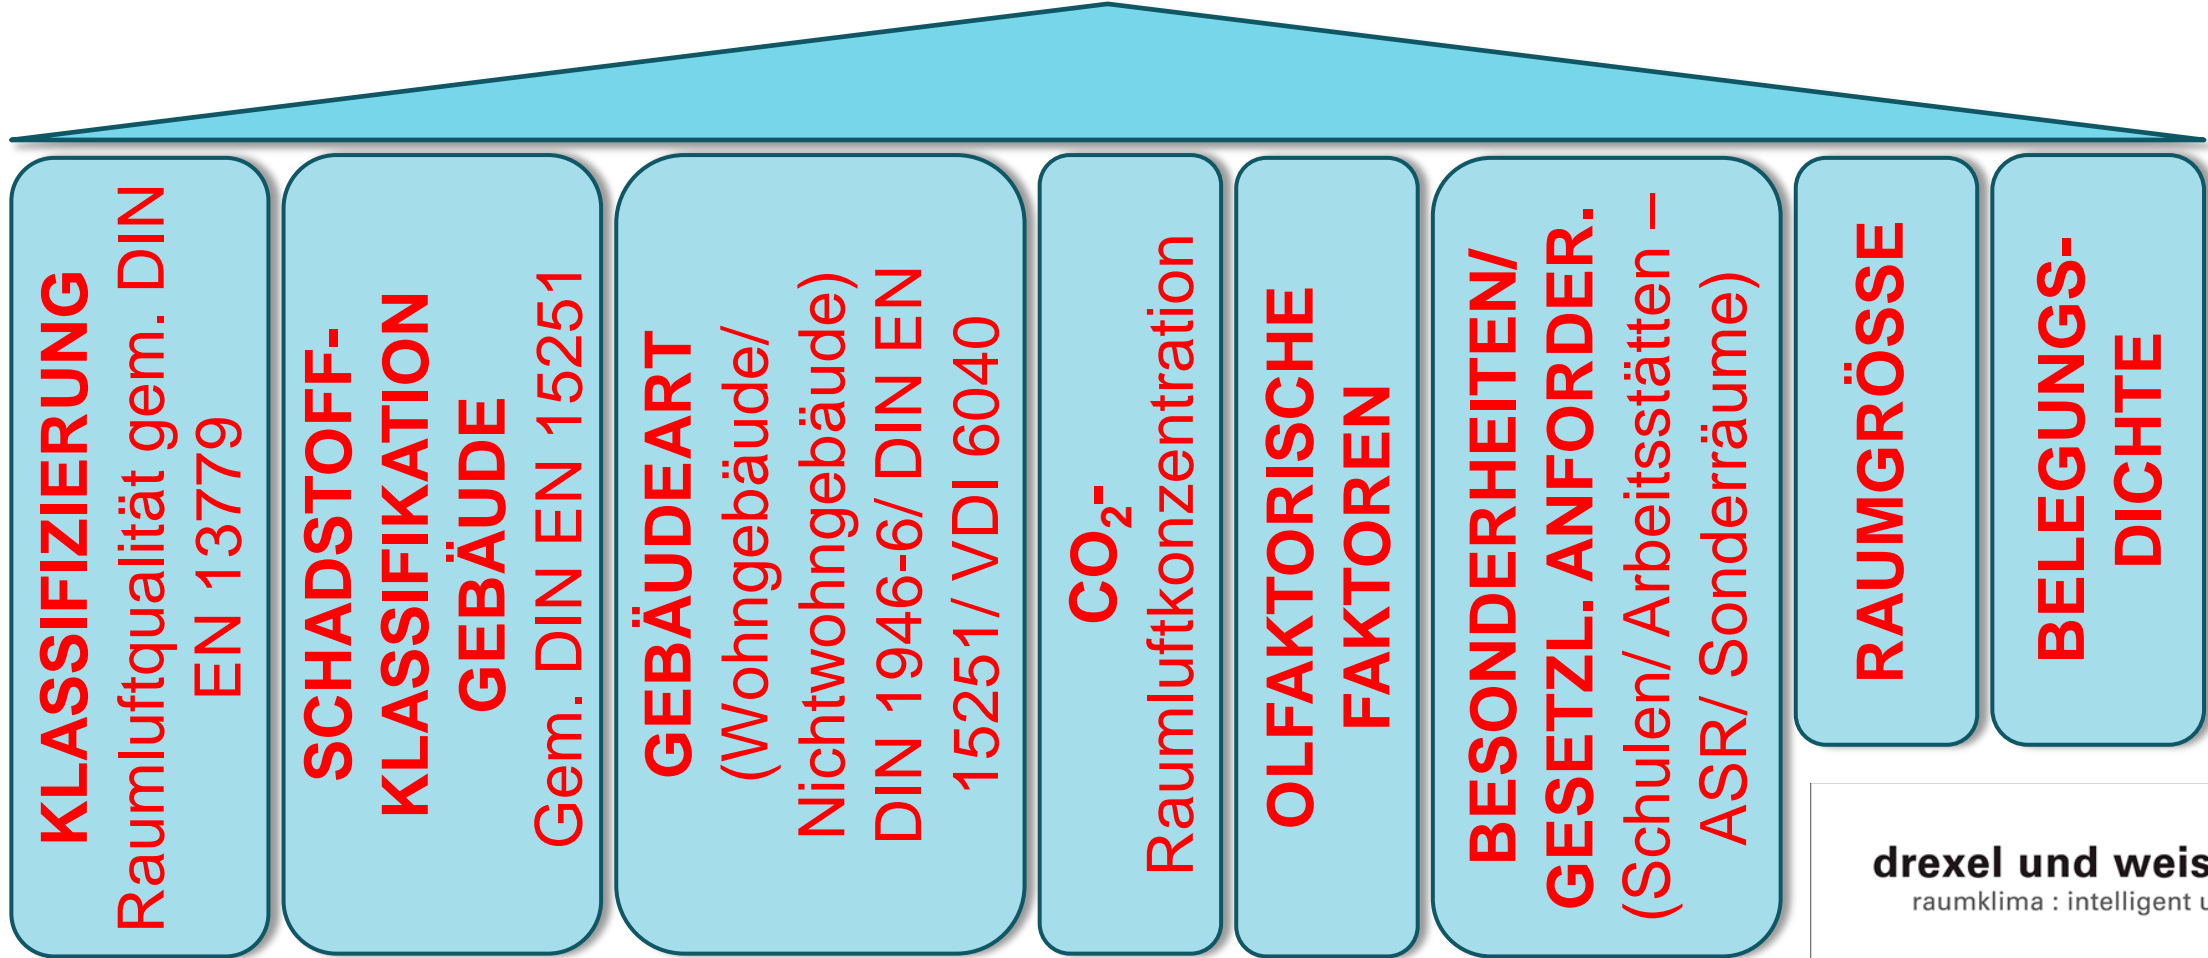 KLASSIFIZIERUNG
Raumluftqualität gem. DIN
EN 13779
SCHADSTOFF-
KLASSIFIKATION
GEBÄUDE
Gem. DIN EN 15251
GEBÄUDEART
(Wohngebäude/
Nichtwohngebäude)
DIN 1946-6/ DIN EN
15251/ VDI 6040
CO₂-
Raumluftkonzentration
OLFAKTORISCHE
FAKTOREN
BESONDERHEITEN/
GESETZL. ANFORDER.
(Schulen/ Arbeitsstätten –
ASR/ Sonderräume)
RAUMGRÖSSE
BELEGUNGS-
DICHTE
drexel und weis
raumklima : intelligent u